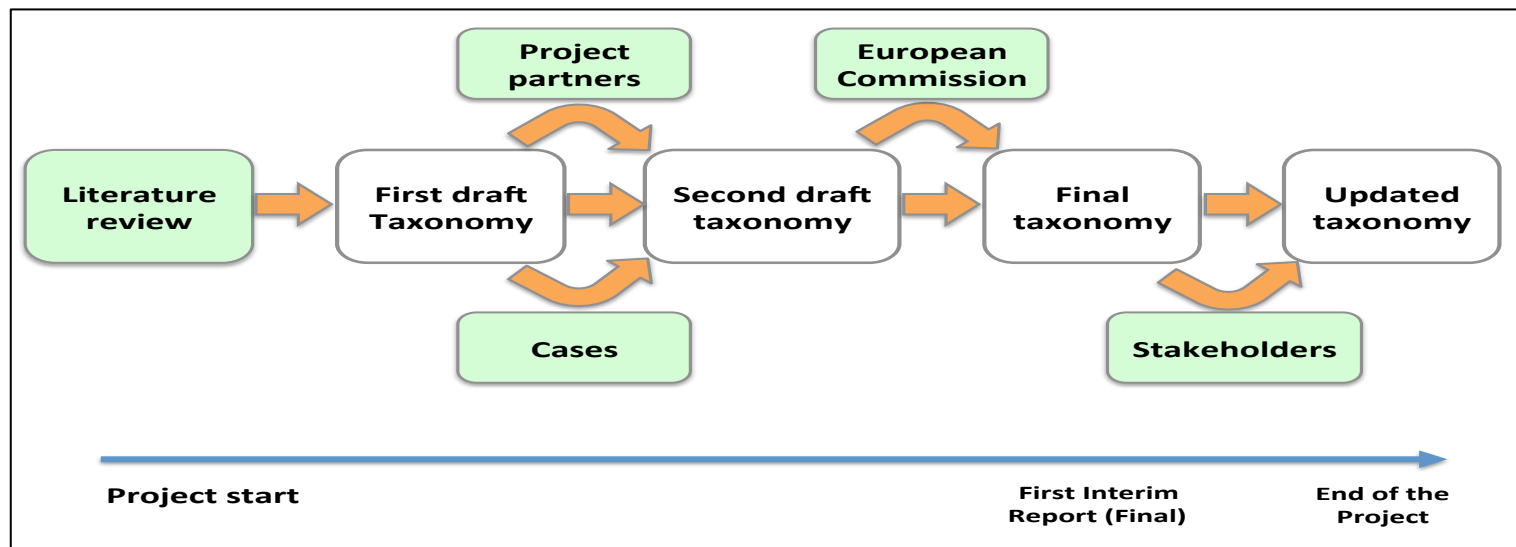 Project
partners
European
Commission
Literature
review
First draft
Taxonomy
Second draft
taxonomy
Final
taxonomy
Updated
taxonomy
Cases
Stakeholders
Project start
First Interim
Report (Final)
End of the
Project